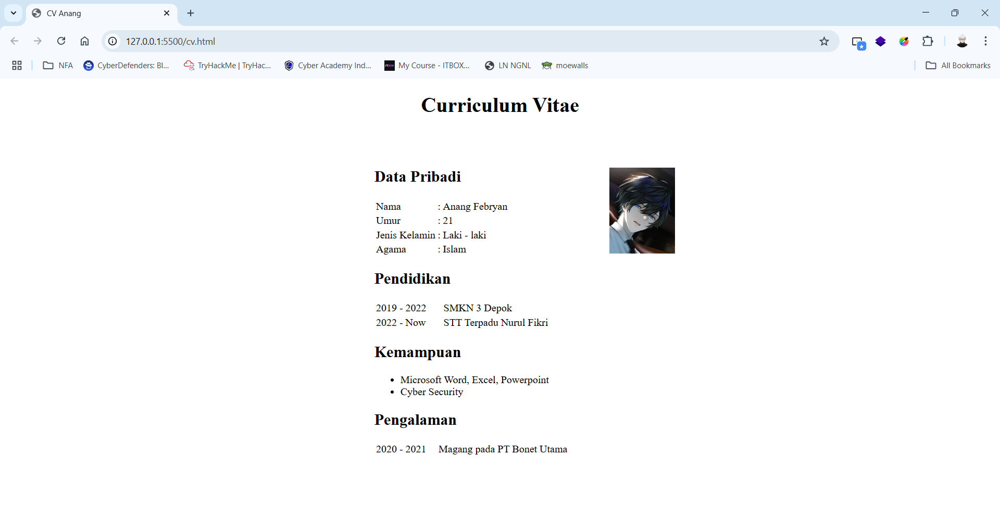 CV Anang
127.0.0.1:5500/cv.html
NFA CyberDefenders: Bl... TryHackMe | TryHac... Cyber Academy Ind... My Course - ITBOX... LN NGNL moewalls All Bookmarks
Curriculum Vitae
Data Pribadi
Nama : Anang Febryan
Umur : 21
Jenis Kelamin : Laki - laki
Agama : Islam
Pendidikan
2019 - 2022 SMKN 3 Depok
2022 - Now STT Terpadu Nurul Fikri
Kemampuan
• Microsoft Word, Excel, Powerpoint
• Cyber Security
Pengalaman
2020 - 2021 Magang pada PT Bonet Utama